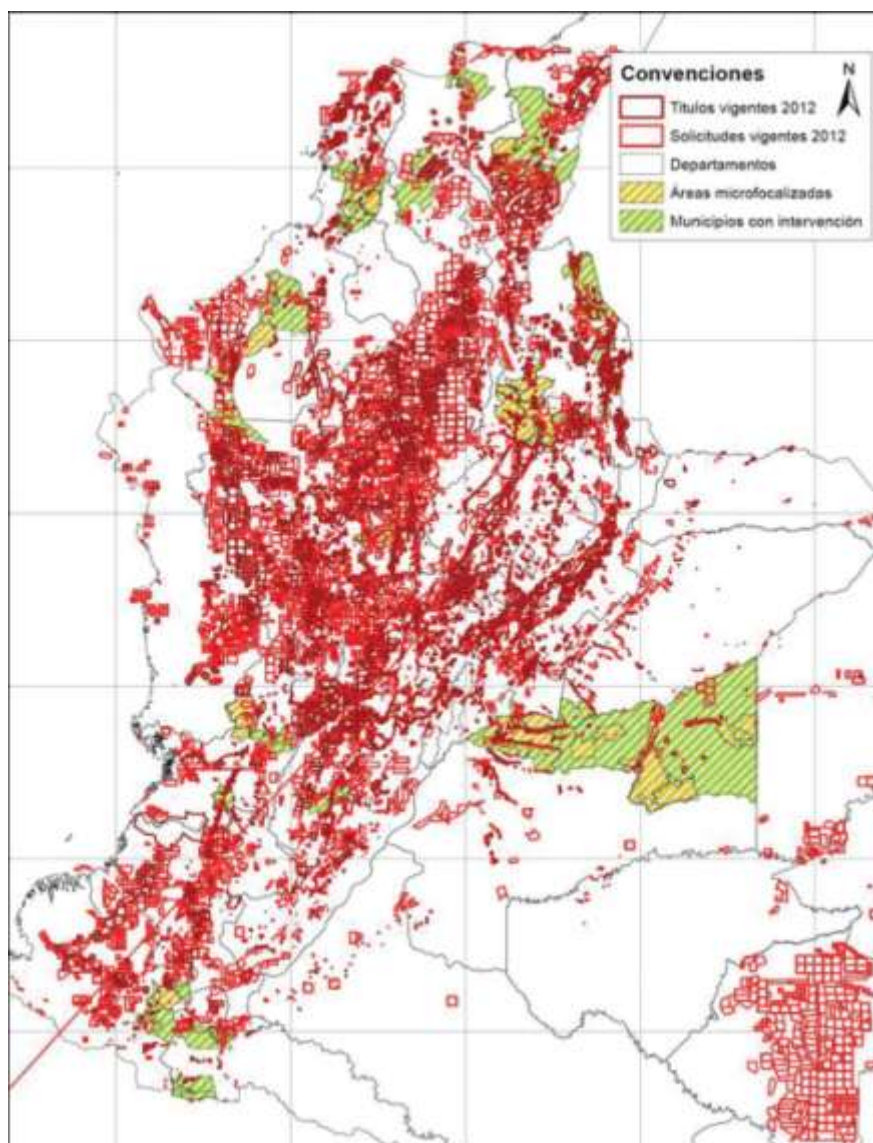 Convenciones
N
Títulos vigentes 2012
Solicitudes vigentes 2012
Departamentos
Áreas microfocalizadas
Municipios con intervención